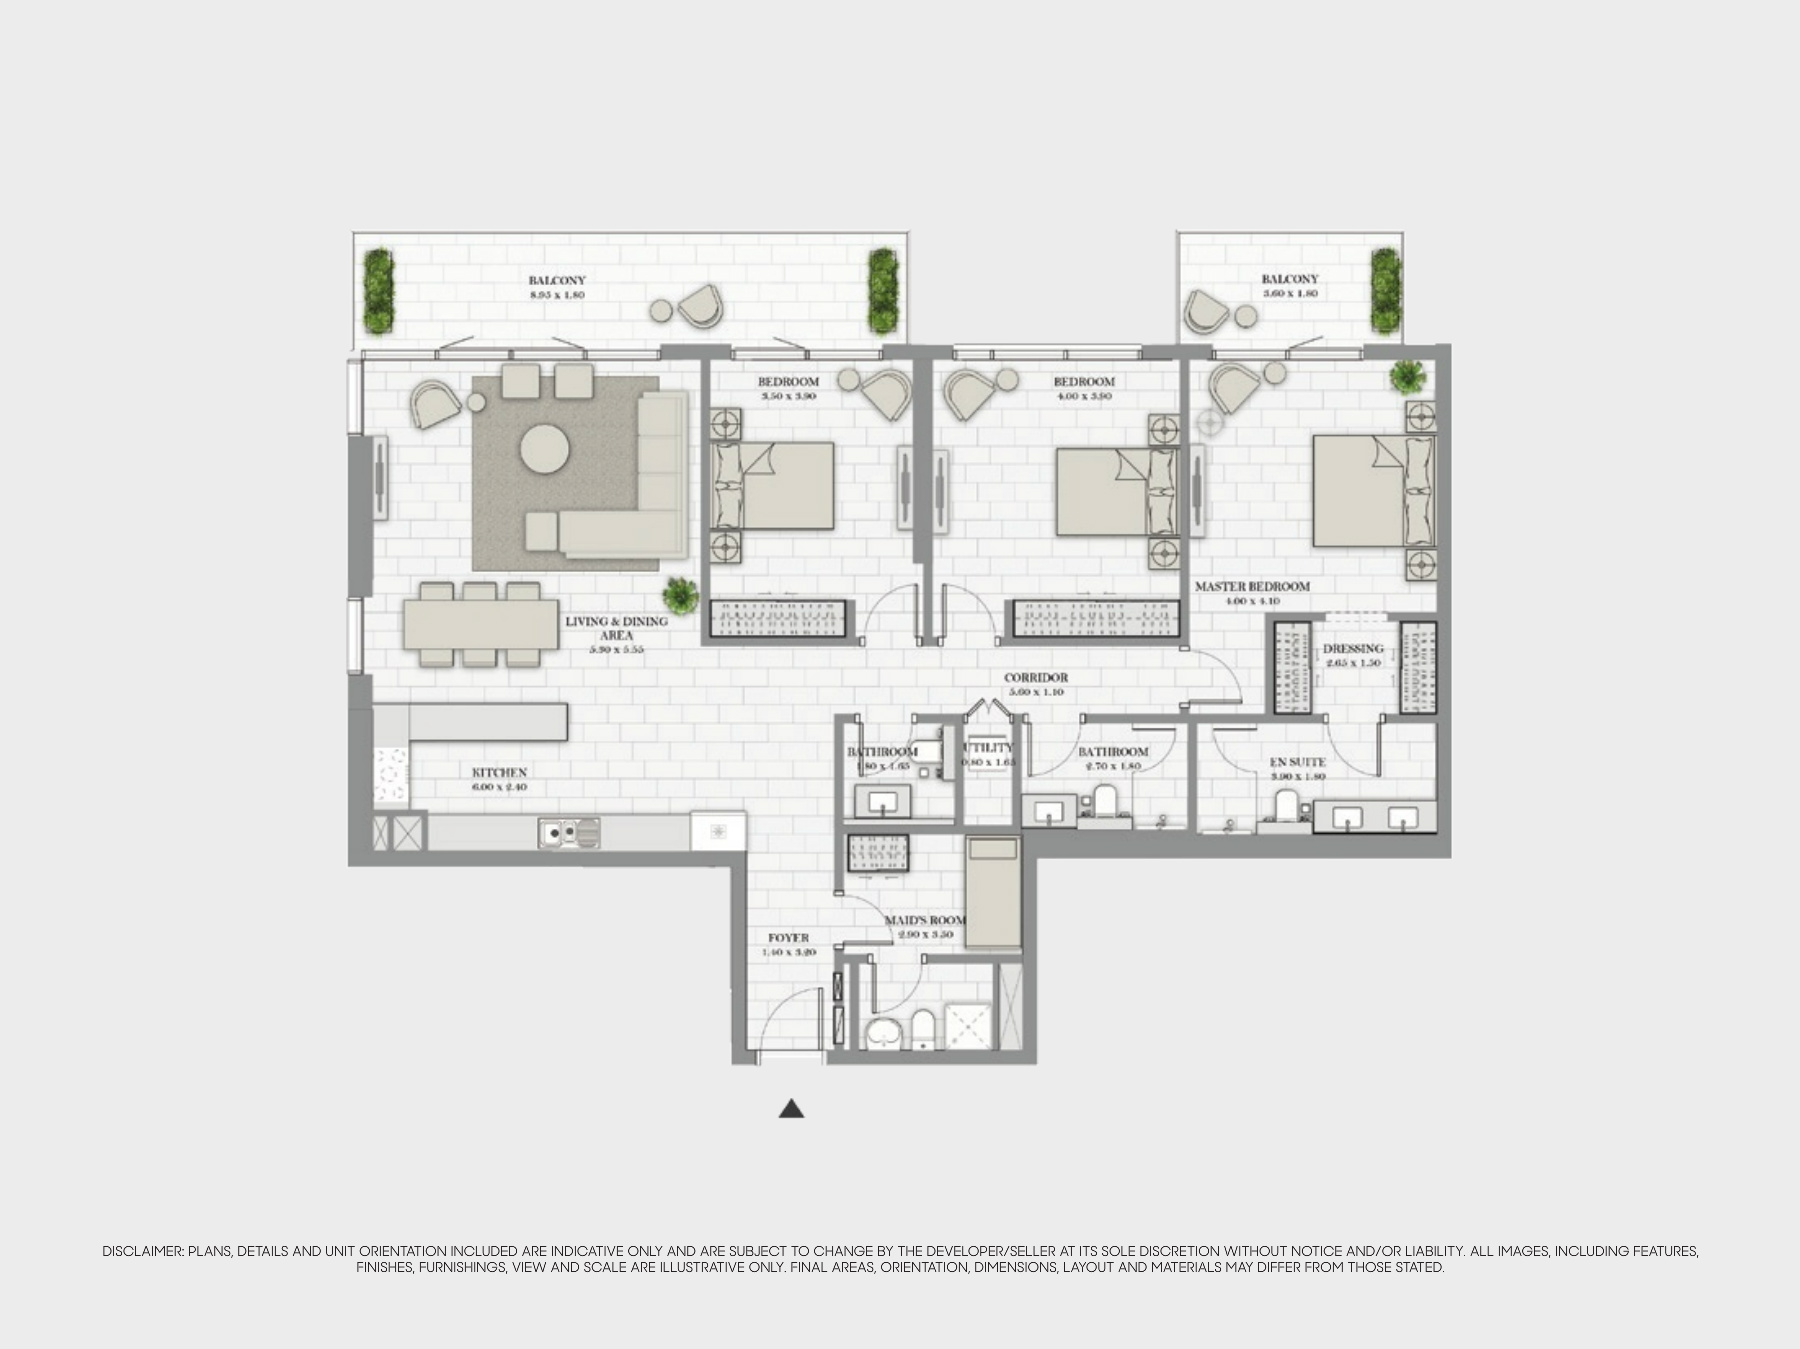 BALCONY
8.95 x 1.80
BALCONY
3.60 x 1.80
BEDROOM
3.50 x 3.90
BEDROOM
4.00 x 3.90
MASTER BEDROOM
4.00 x 4.10
LIVING & DINING
AREA
5.30 x 5.55
DRESSING
2.65 x 1.50
CORRIDOR
5.60 x 1.10
KITCHEN
6.00 x 2.40
BATHROOM
1.80 x 1.65
UTILITY
0.80 x 1.65
BATHROOM
2.70 x 1.80
EN SUITE
3.90 x 1.80
MAID'S ROOM
2.90 x 3.50
FOYER
1.40 x 3.20
DISCLAIMER: PLANS, DETAILS AND UNIT ORIENTATION INCLUDED ARE INDICATIVE ONLY AND ARE SUBJECT TO CHANGE BY THE DEVELOPER/SELLER AT ITS SOLE DISCRETION WITHOUT NOTICE AND/OR LIABILITY. ALL IMAGES, INCLUDING FEATURES,
FINISHES, FURNISHINGS, VIEW AND SCALE ARE ILLUSTRATIVE ONLY. FINAL AREAS, ORIENTATION, DIMENSIONS, LAYOUT AND MATERIALS MAY DIFFER FROM THOSE STATED.